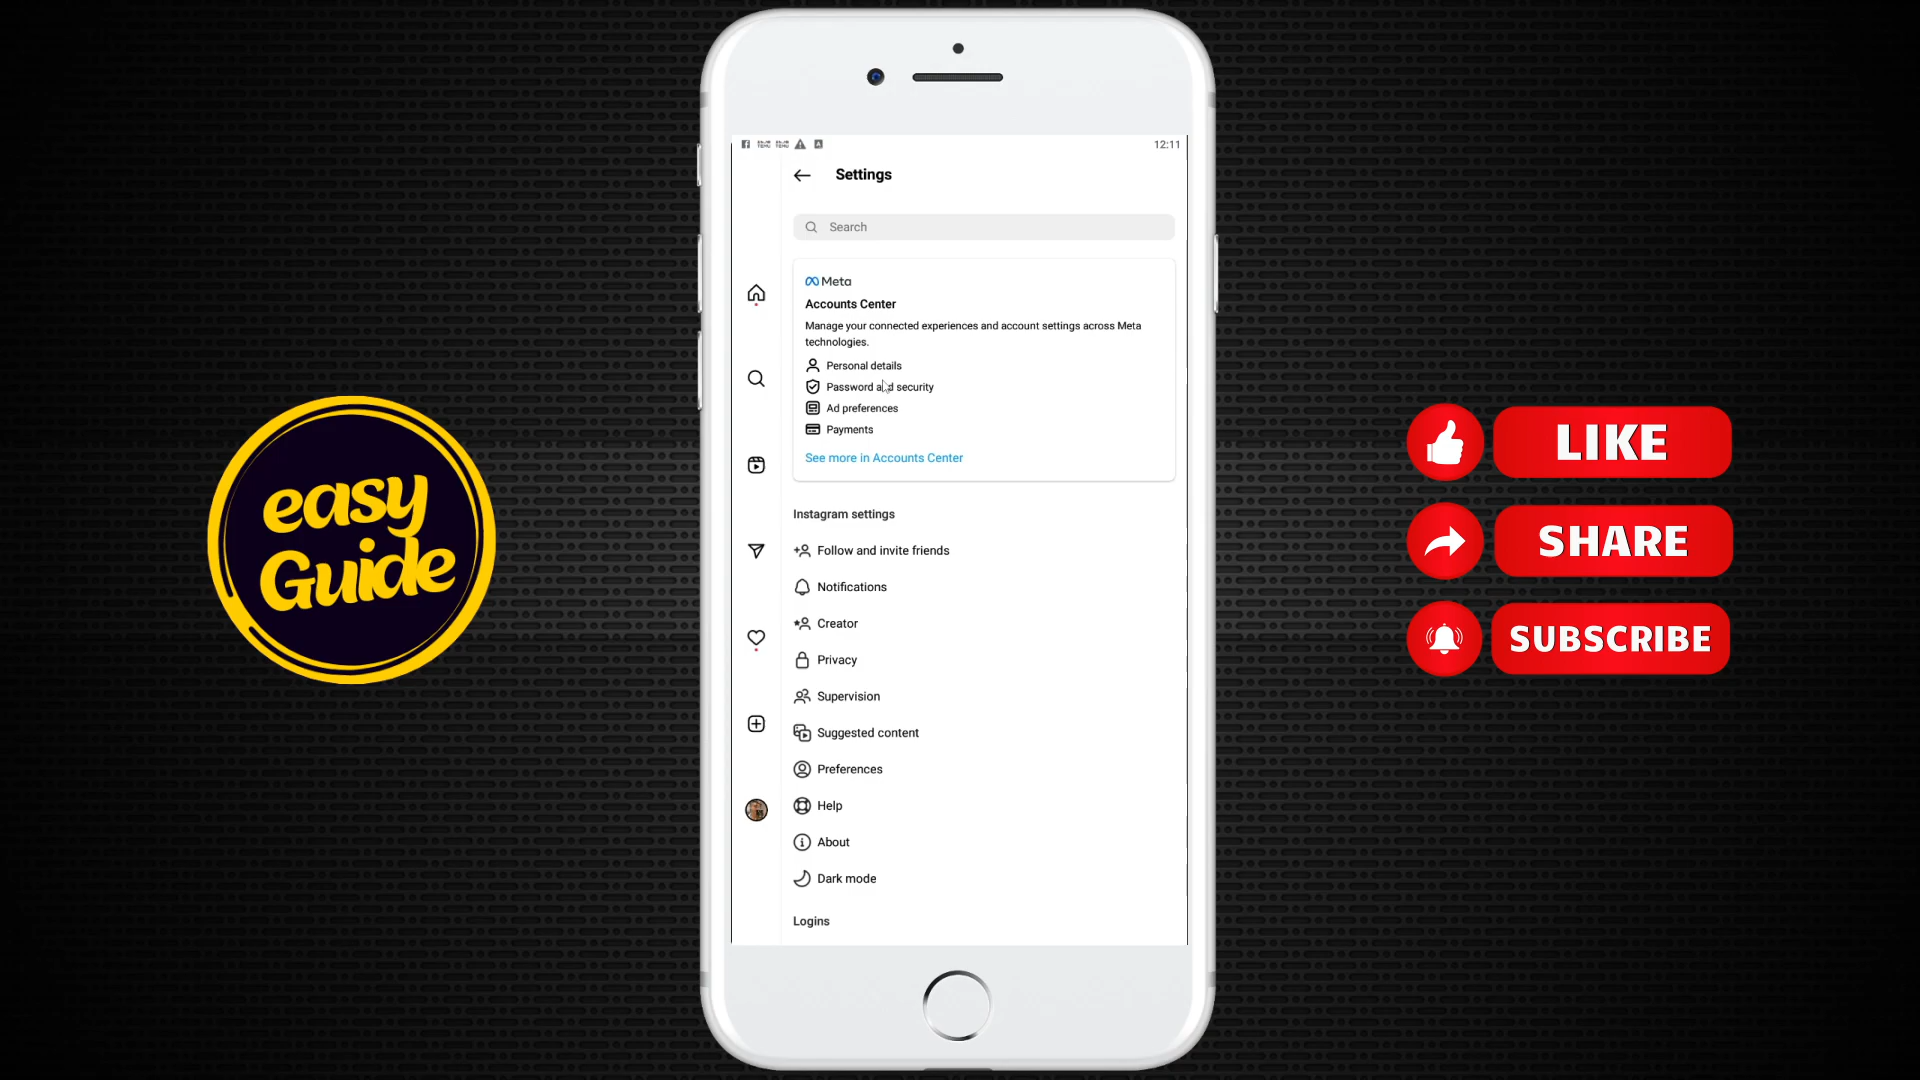 12:11
Settings
Search
Meta
Accounts Center
Manage your connected experiences and account settings across Meta
technologies.
Personal details
Password and security
Ad preferences
Payments
See more in Accounts Center
Instagram settings
Follow and invite friends
Notifications
Creator
Privacy
Supervision
Suggested content
Preferences
Help
About
Dark mode
Logins
easy
Guide
LIKE
SHARE
SUBSCRIBE